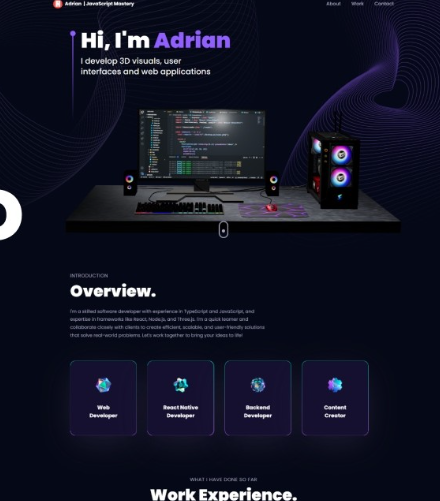 Adrian | JavaScript Mastery
About Work Contact
Hi, I'm Adrian
I develop 3D visuals, user
interfaces and web applications
INTRODUCTION
Overview.
I'm a skilled software developer with experience in TypeScript and JavaScript, and
expertise in frameworks like React, Node.js, and Three.js. I'm a quick learner and
collaborate closely with clients to create efficient, scalable, and user-friendly solutions
that solve real-world problems. Let's work together to bring your ideas to life!
Web
Developer
React Native
Developer
Backend
Developer
Content
Creator
WHAT I HAVE DONE SO FAR
Work Experience.